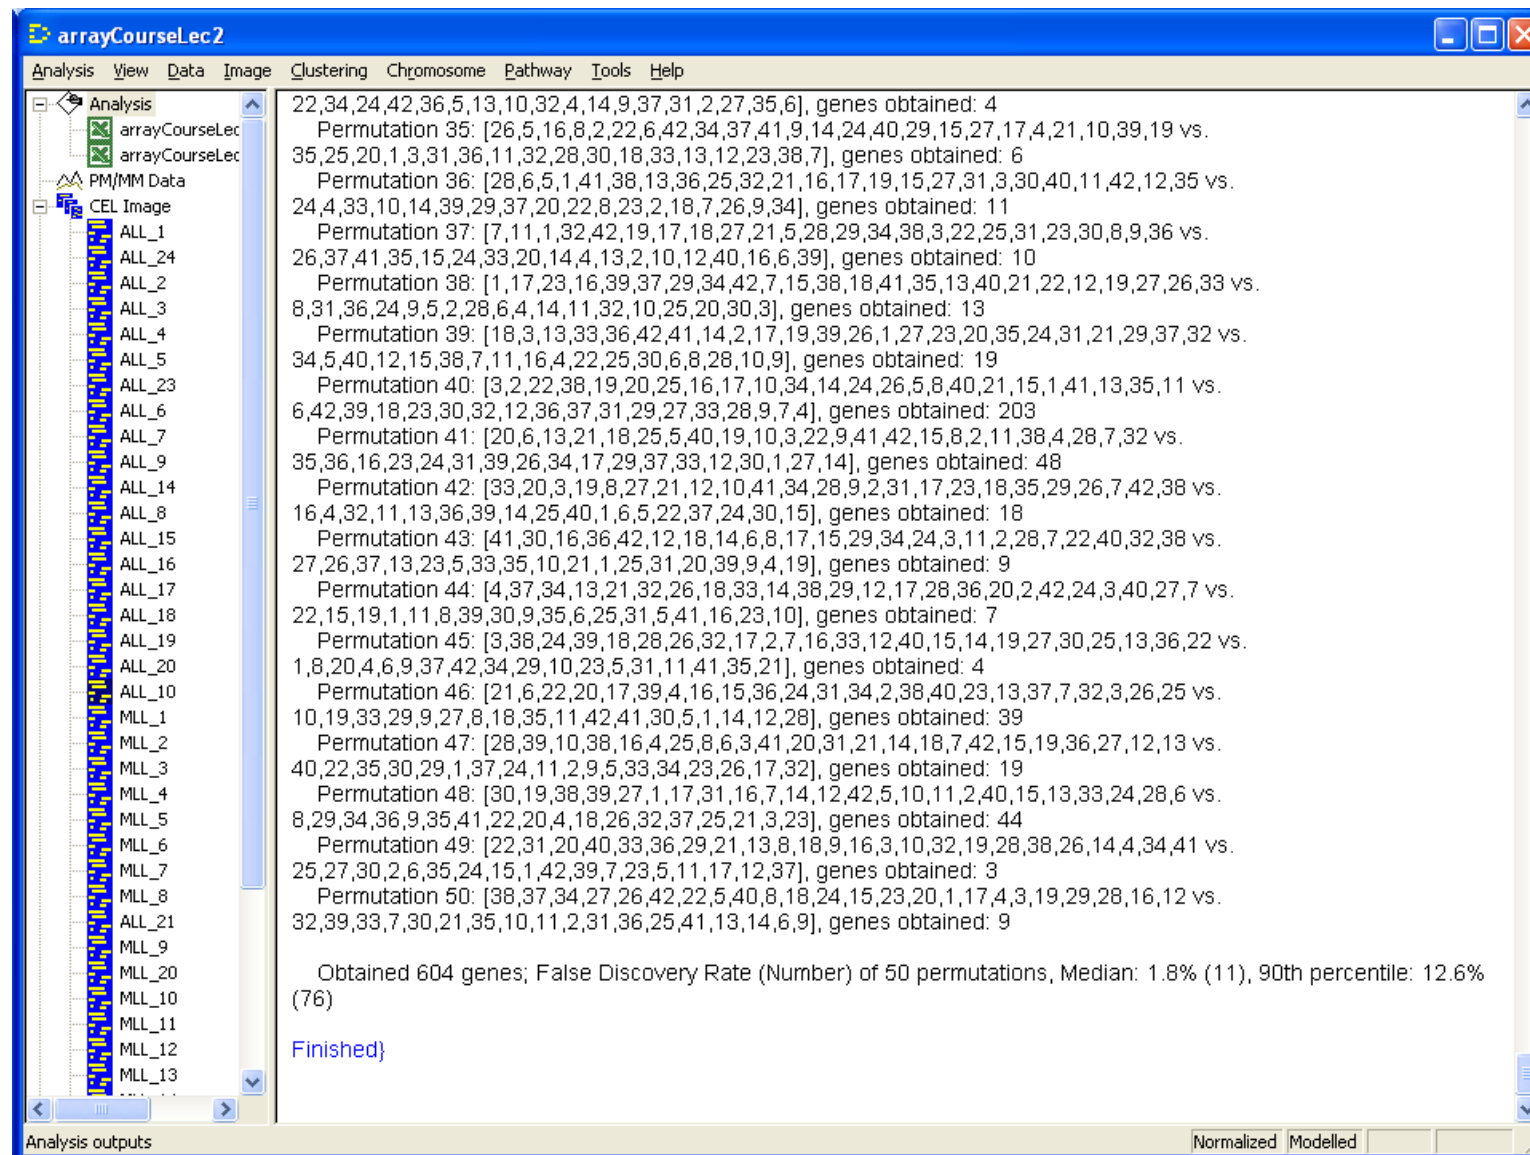 arrayCourseLec2
Analysis View Data Image Clustering Chromosome Pathway Tools Help
Analysis
arrayCourseLec
arrayCourseLec
PM/MM Data
CEL Image
ALL_1
ALL_24
ALL_2
ALL_3
ALL_4
ALL_5
ALL_23
ALL_6
ALL_7
ALL_9
ALL_14
ALL_8
ALL_15
ALL_16
ALL_17
ALL_18
ALL_19
ALL_20
ALL_10
MLL_1
MLL_2
MLL_3
MLL_4
MLL_5
MLL_6
MLL_7
MLL_8
ALL_21
MLL_9
MLL_20
MLL_10
MLL_11
MLL_12
MLL_13
22,34,24,42,36,5,13,10,32,4,14,9,37,31,2,27,35,6], genes obtained: 4
Permutation 35: [26,5,16,8,2,22,6,42,34,37,41,9,14,24,40,29,15,27,17,4,21,10,39,19 vs.
35,25,20,1,3,31,36,11,32,28,30,18,33,13,12,23,38,7], genes obtained: 6
Permutation 36: [28,6,5,1,41,38,13,36,25,32,21,16,17,19,15,27,31,3,30,40,11,42,12,35 vs.
24,4,33,10,14,39,29,37,20,22,8,23,2,18,7,26,9,34], genes obtained: 11
Permutation 37: [7,11,1,32,42,19,17,18,27,21,5,28,29,34,38,3,22,25,31,23,30,8,9,36 vs.
26,37,41,35,15,24,33,20,14,4,13,2,10,12,40,16,6,39], genes obtained: 10
Permutation 38: [1,17,23,16,39,37,29,34,42,7,15,38,18,41,35,13,40,21,22,12,19,27,26,33 vs.
8,31,36,24,9,5,2,28,6,4,14,11,32,10,25,20,30,3], genes obtained: 13
Permutation 39: [18,3,13,33,36,42,41,14,2,17,19,39,26,1,27,23,20,35,24,31,21,29,37,32 vs.
34,5,40,12,15,38,7,11,16,4,22,25,30,6,8,28,10,9], genes obtained: 19
Permutation 40: [3,2,22,38,19,20,25,16,17,10,34,14,24,26,5,8,40,21,15,1,41,13,35,11 vs.
6,42,39,18,23,30,32,12,36,37,31,29,27,33,28,9,7,4], genes obtained: 203
Permutation 41: [20,6,13,21,18,25,5,40,19,10,3,22,9,41,42,15,8,2,11,38,4,28,7,32 vs.
35,36,16,23,24,31,39,26,34,17,29,37,33,12,30,1,27,14], genes obtained: 48
Permutation 42: [33,20,3,19,8,27,21,12,10,41,34,28,9,2,31,17,23,18,35,29,26,7,42,38 vs.
16,4,32,11,13,36,39,14,25,40,1,6,5,22,37,24,30,15], genes obtained: 18
Permutation 43: [41,30,16,36,42,12,18,14,6,8,17,15,29,34,24,3,11,2,28,7,22,40,32,38 vs.
27,26,37,13,23,5,33,35,10,21,1,25,31,20,39,9,4,19], genes obtained: 9
Permutation 44: [4,37,34,13,21,32,26,18,33,14,38,29,12,17,28,36,20,2,42,24,3,40,27,7 vs.
22,15,19,1,11,8,39,30,9,35,6,25,31,5,41,16,23,10], genes obtained: 7
Permutation 45: [3,38,24,39,18,28,26,32,17,2,7,16,33,12,40,15,14,19,27,30,25,13,36,22 vs.
1,8,20,4,6,9,37,42,34,29,10,23,5,31,11,41,35,21], genes obtained: 4
Permutation 46: [21,6,22,20,17,39,4,16,15,36,24,31,34,2,38,40,23,13,37,7,32,3,26,25 vs.
10,19,33,29,9,27,8,18,35,11,42,41,30,5,1,14,12,28], genes obtained: 39
Permutation 47: [28,39,10,38,16,4,25,8,6,3,41,20,31,21,14,18,7,42,15,19,36,27,12,13 vs.
40,22,35,30,29,1,37,24,11,2,9,5,33,34,23,26,17,32], genes obtained: 19
Permutation 48: [30,19,38,39,27,1,17,31,16,7,14,12,42,5,10,11,2,40,15,13,33,24,28,6 vs.
8,29,34,36,9,35,41,22,20,4,18,26,32,37,25,21,3,23], genes obtained: 44
Permutation 49: [22,31,20,40,33,36,29,21,13,8,18,9,16,3,10,32,19,28,38,26,14,4,34,41 vs.
25,27,30,2,6,35,24,15,1,42,39,7,23,5,11,17,12,37], genes obtained: 3
Permutation 50: [38,37,34,27,26,42,22,5,40,8,18,24,15,23,20,1,17,4,3,19,29,28,16,12 vs.
32,39,33,7,30,21,35,10,11,2,31,36,25,41,13,14,6,9], genes obtained: 9
Obtained 604 genes; False Discovery Rate (Number) of 50 permutations, Median: 1.8% (11), 90th percentile: 12.6%
(76)
Finished}
Analysis outputs
Normalized Modelled